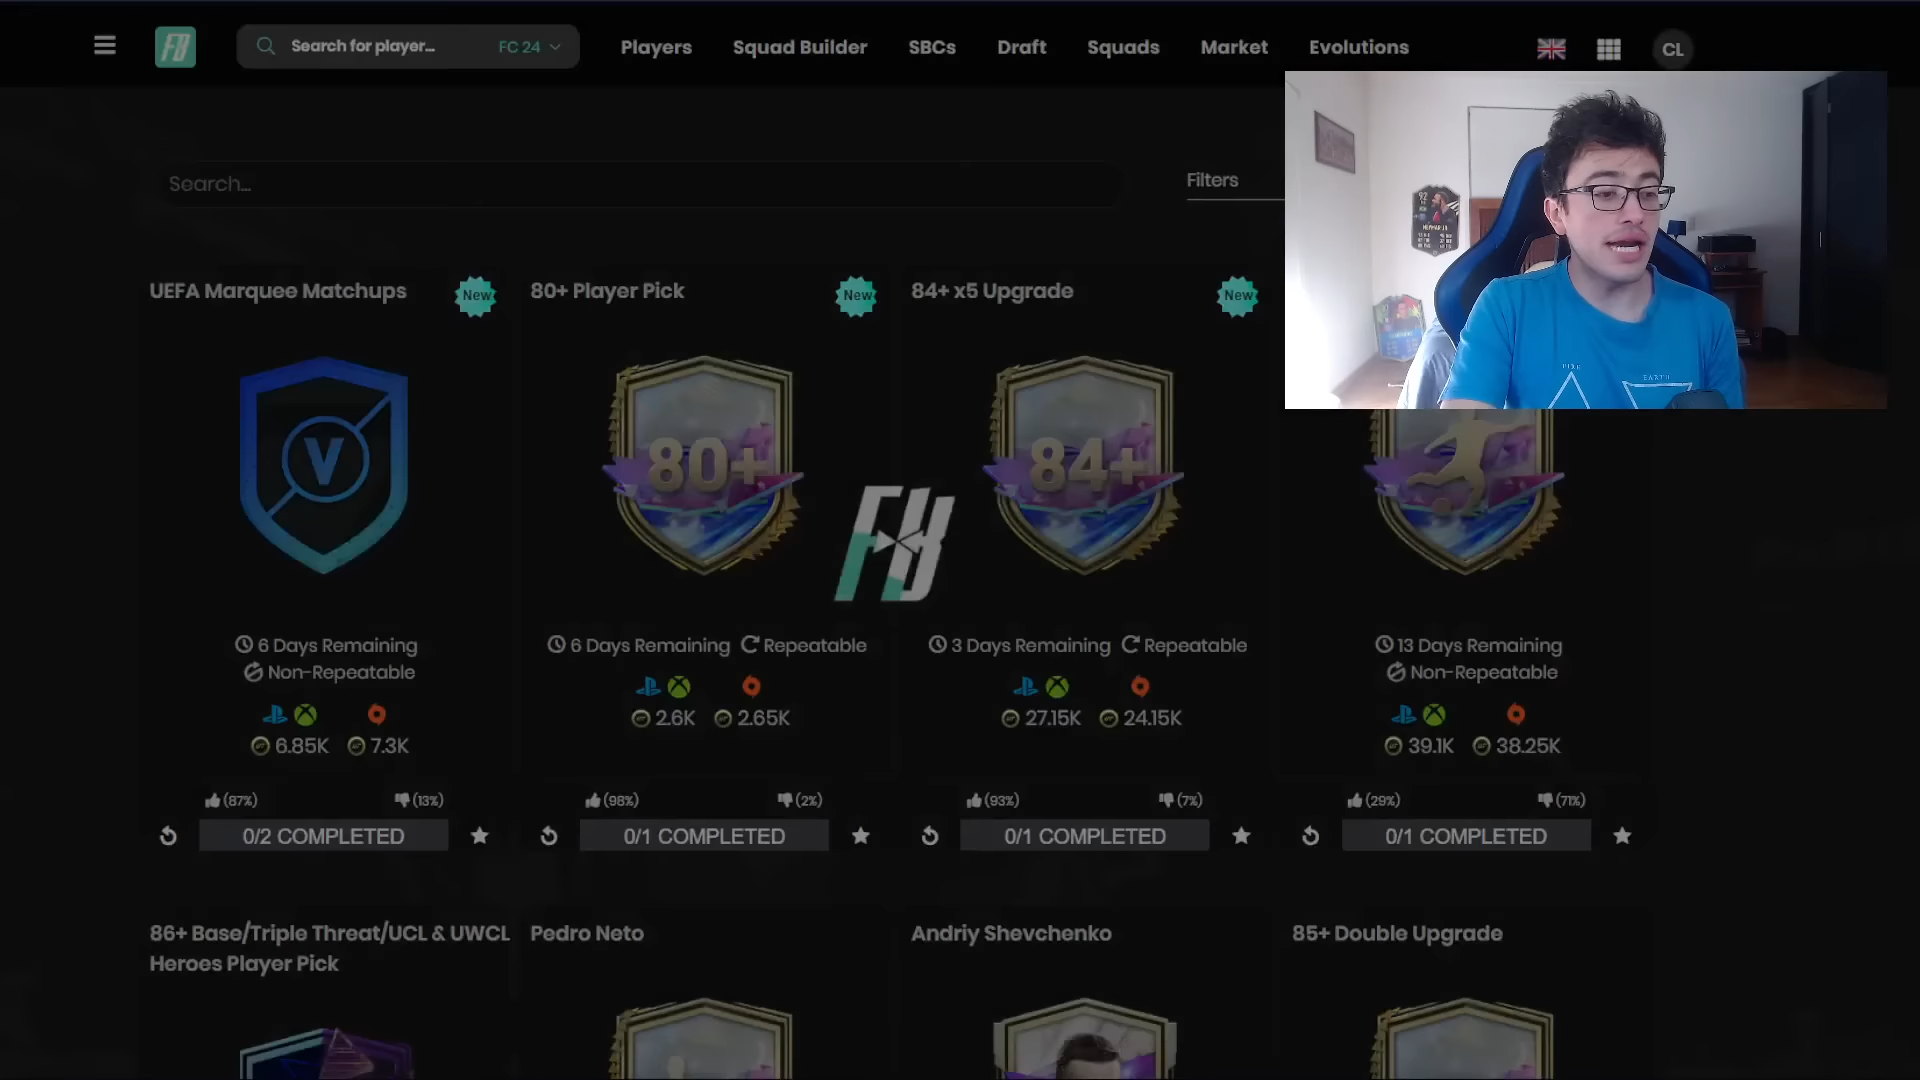 Search for player...
FC 24
Players
Squad Builder
SBCs
Draft
Squads
Market
Evolutions
CL
Search...
Filters
UEFA Marquee Matchups
New
80+ Player Pick
New
84+ x5 Upgrade
New
V
80+
84+
6 Days Remaining
Non-Repeatable
6.85K
7.3K
6 Days Remaining
Repeatable
2.6K
2.65K
3 Days Remaining
Repeatable
27.15K
24.15K
13 Days Remaining
Non-Repeatable
39.1K
38.25K
(87%)
(13%)
(98%)
(2%)
(93%)
(7%)
(29%)
(71%)
0/2 COMPLETED
0/1 COMPLETED
0/1 COMPLETED
0/1 COMPLETED
86+ Base/Triple Threat/UCL & UWCL
Heroes Player Pick
Pedro Neto
Andriy Shevchenko
85+ Double Upgrade
92
NEYMAR JR
FIRE
EARTH